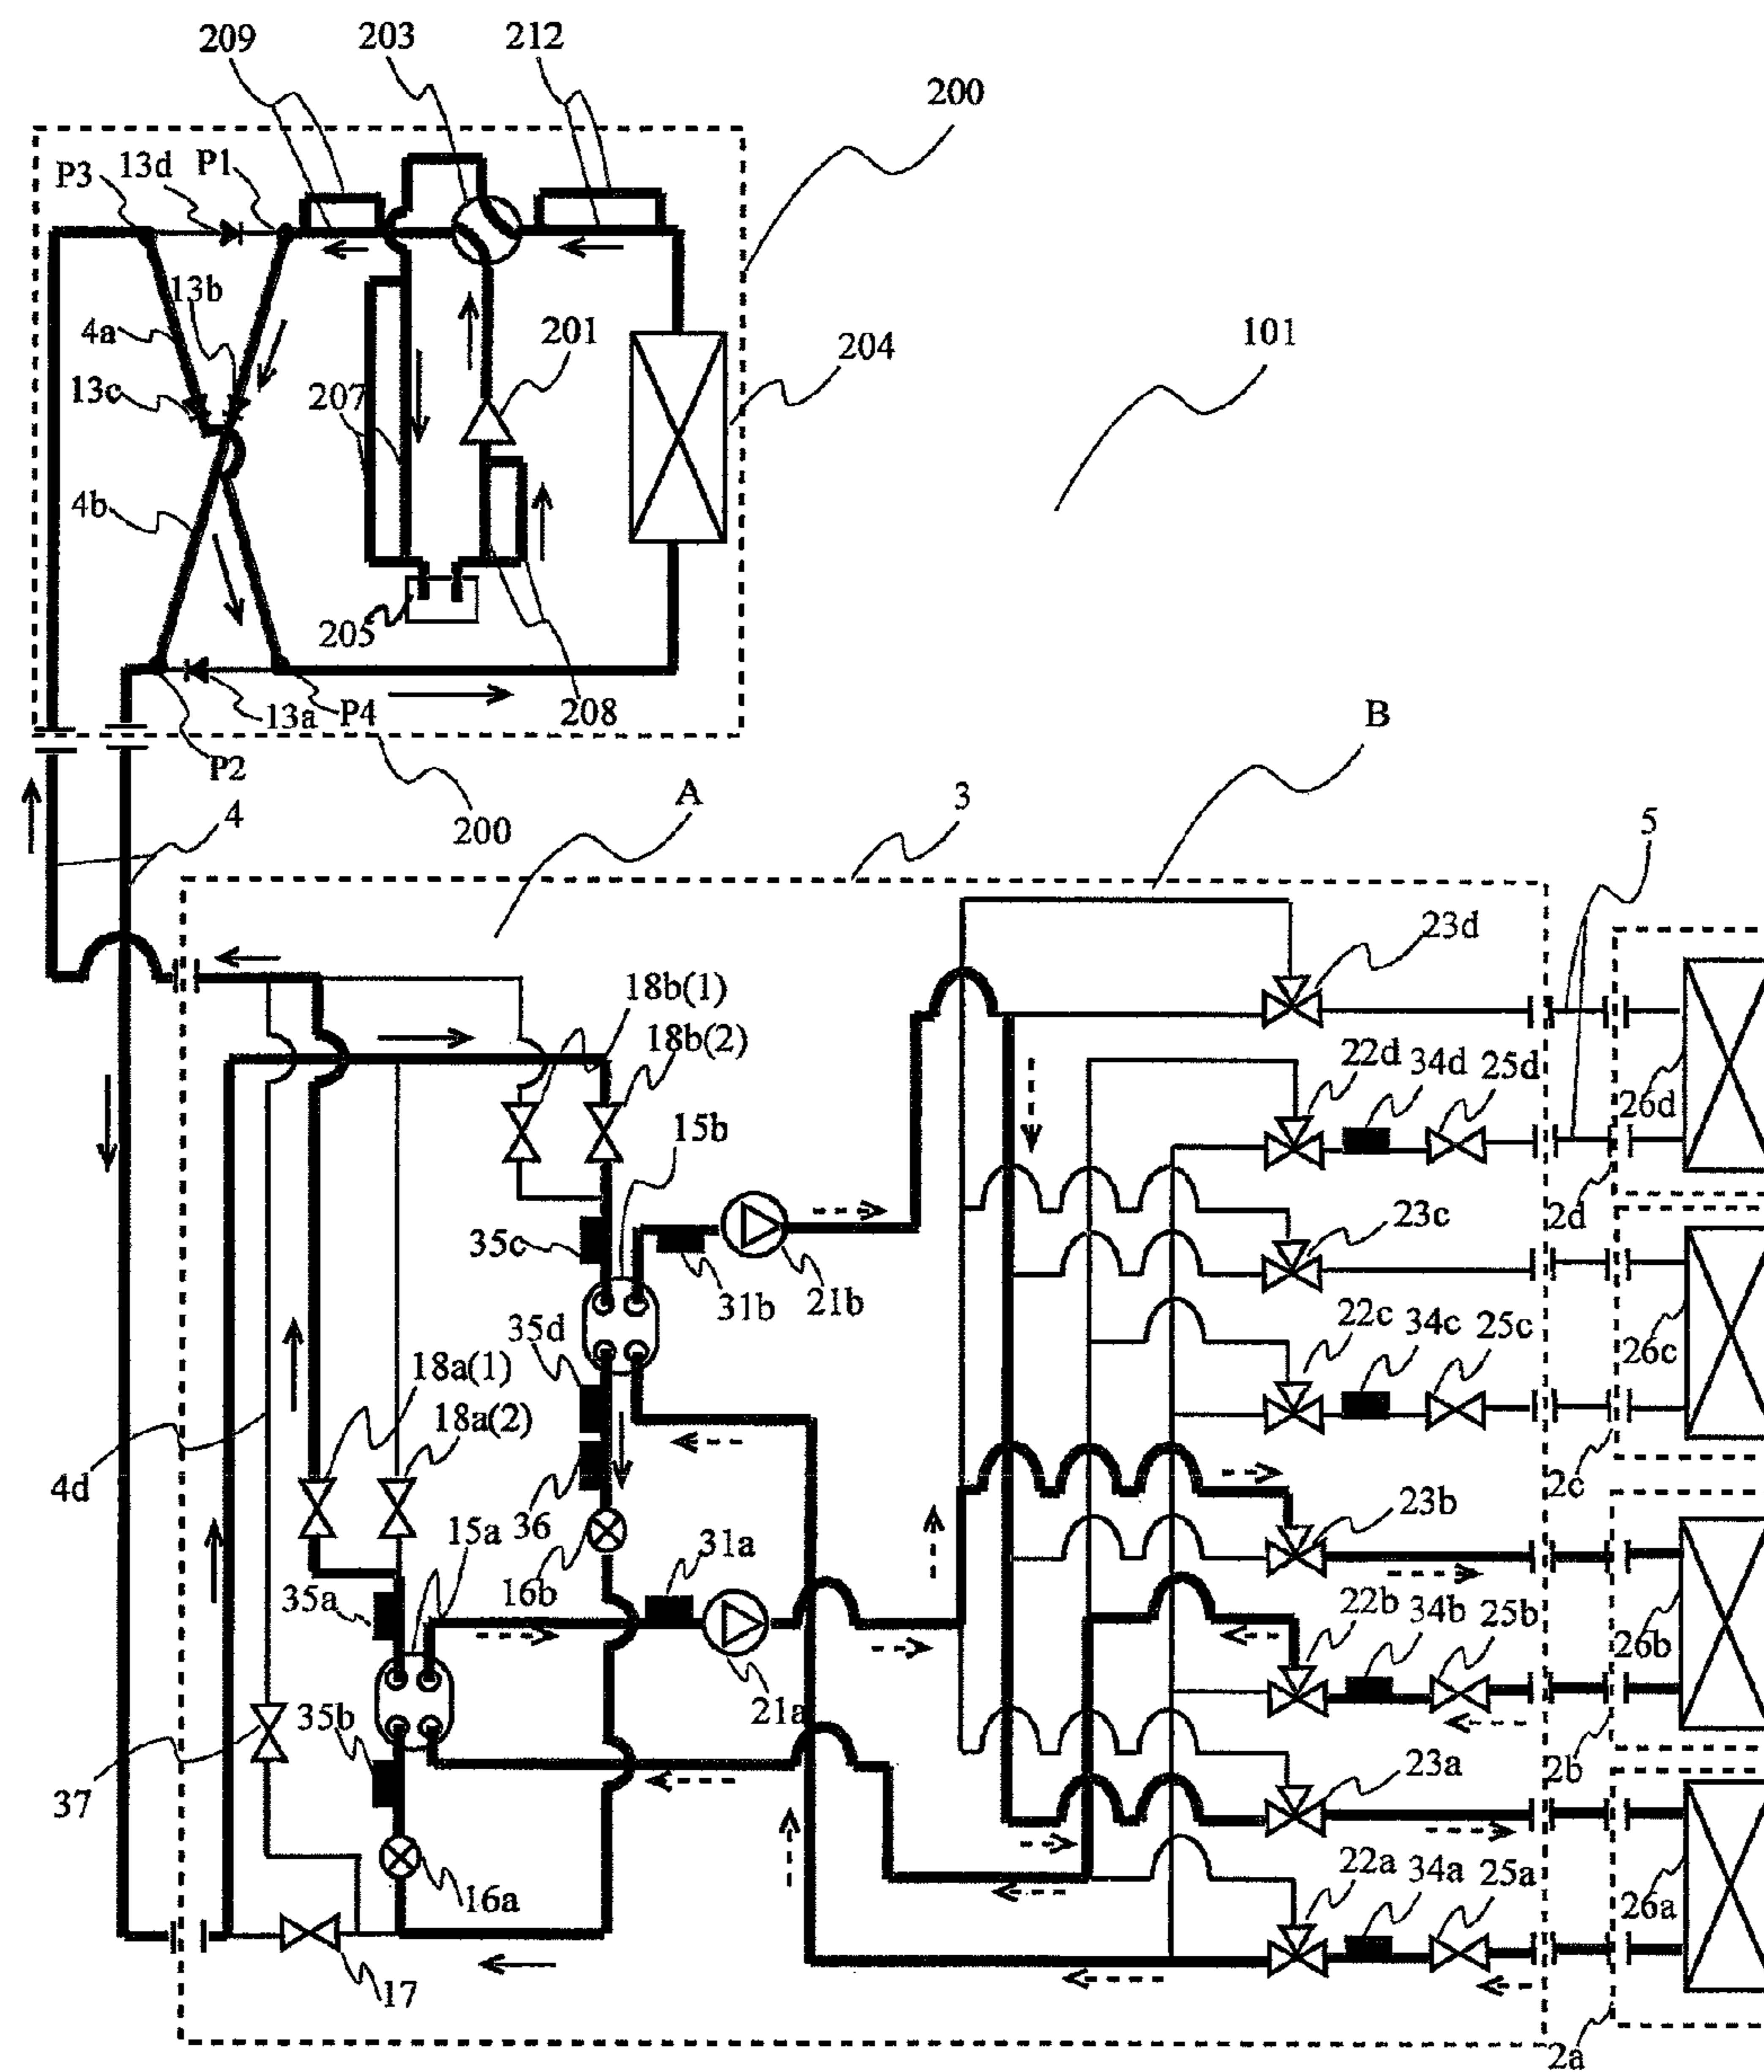 209 203 212
200
P3 13d P1
13b
4a
13c
207
201
204
101
4b
205
208
13a P4
P2
200
4
A
3
B
5
23d
18b(1)
18b(2)
22d 34d 25d
26d
15b
2d
35c
31b
21b
23c
35d
22c 34c 25c
26c
18a(1)
18a(2)
4d
2c
15a
36
16b
31a
23b
35a
22b 34b 25b
26b
21a
35b
37
2b
23a
16a
22a 34a 25a
26a
17
2a